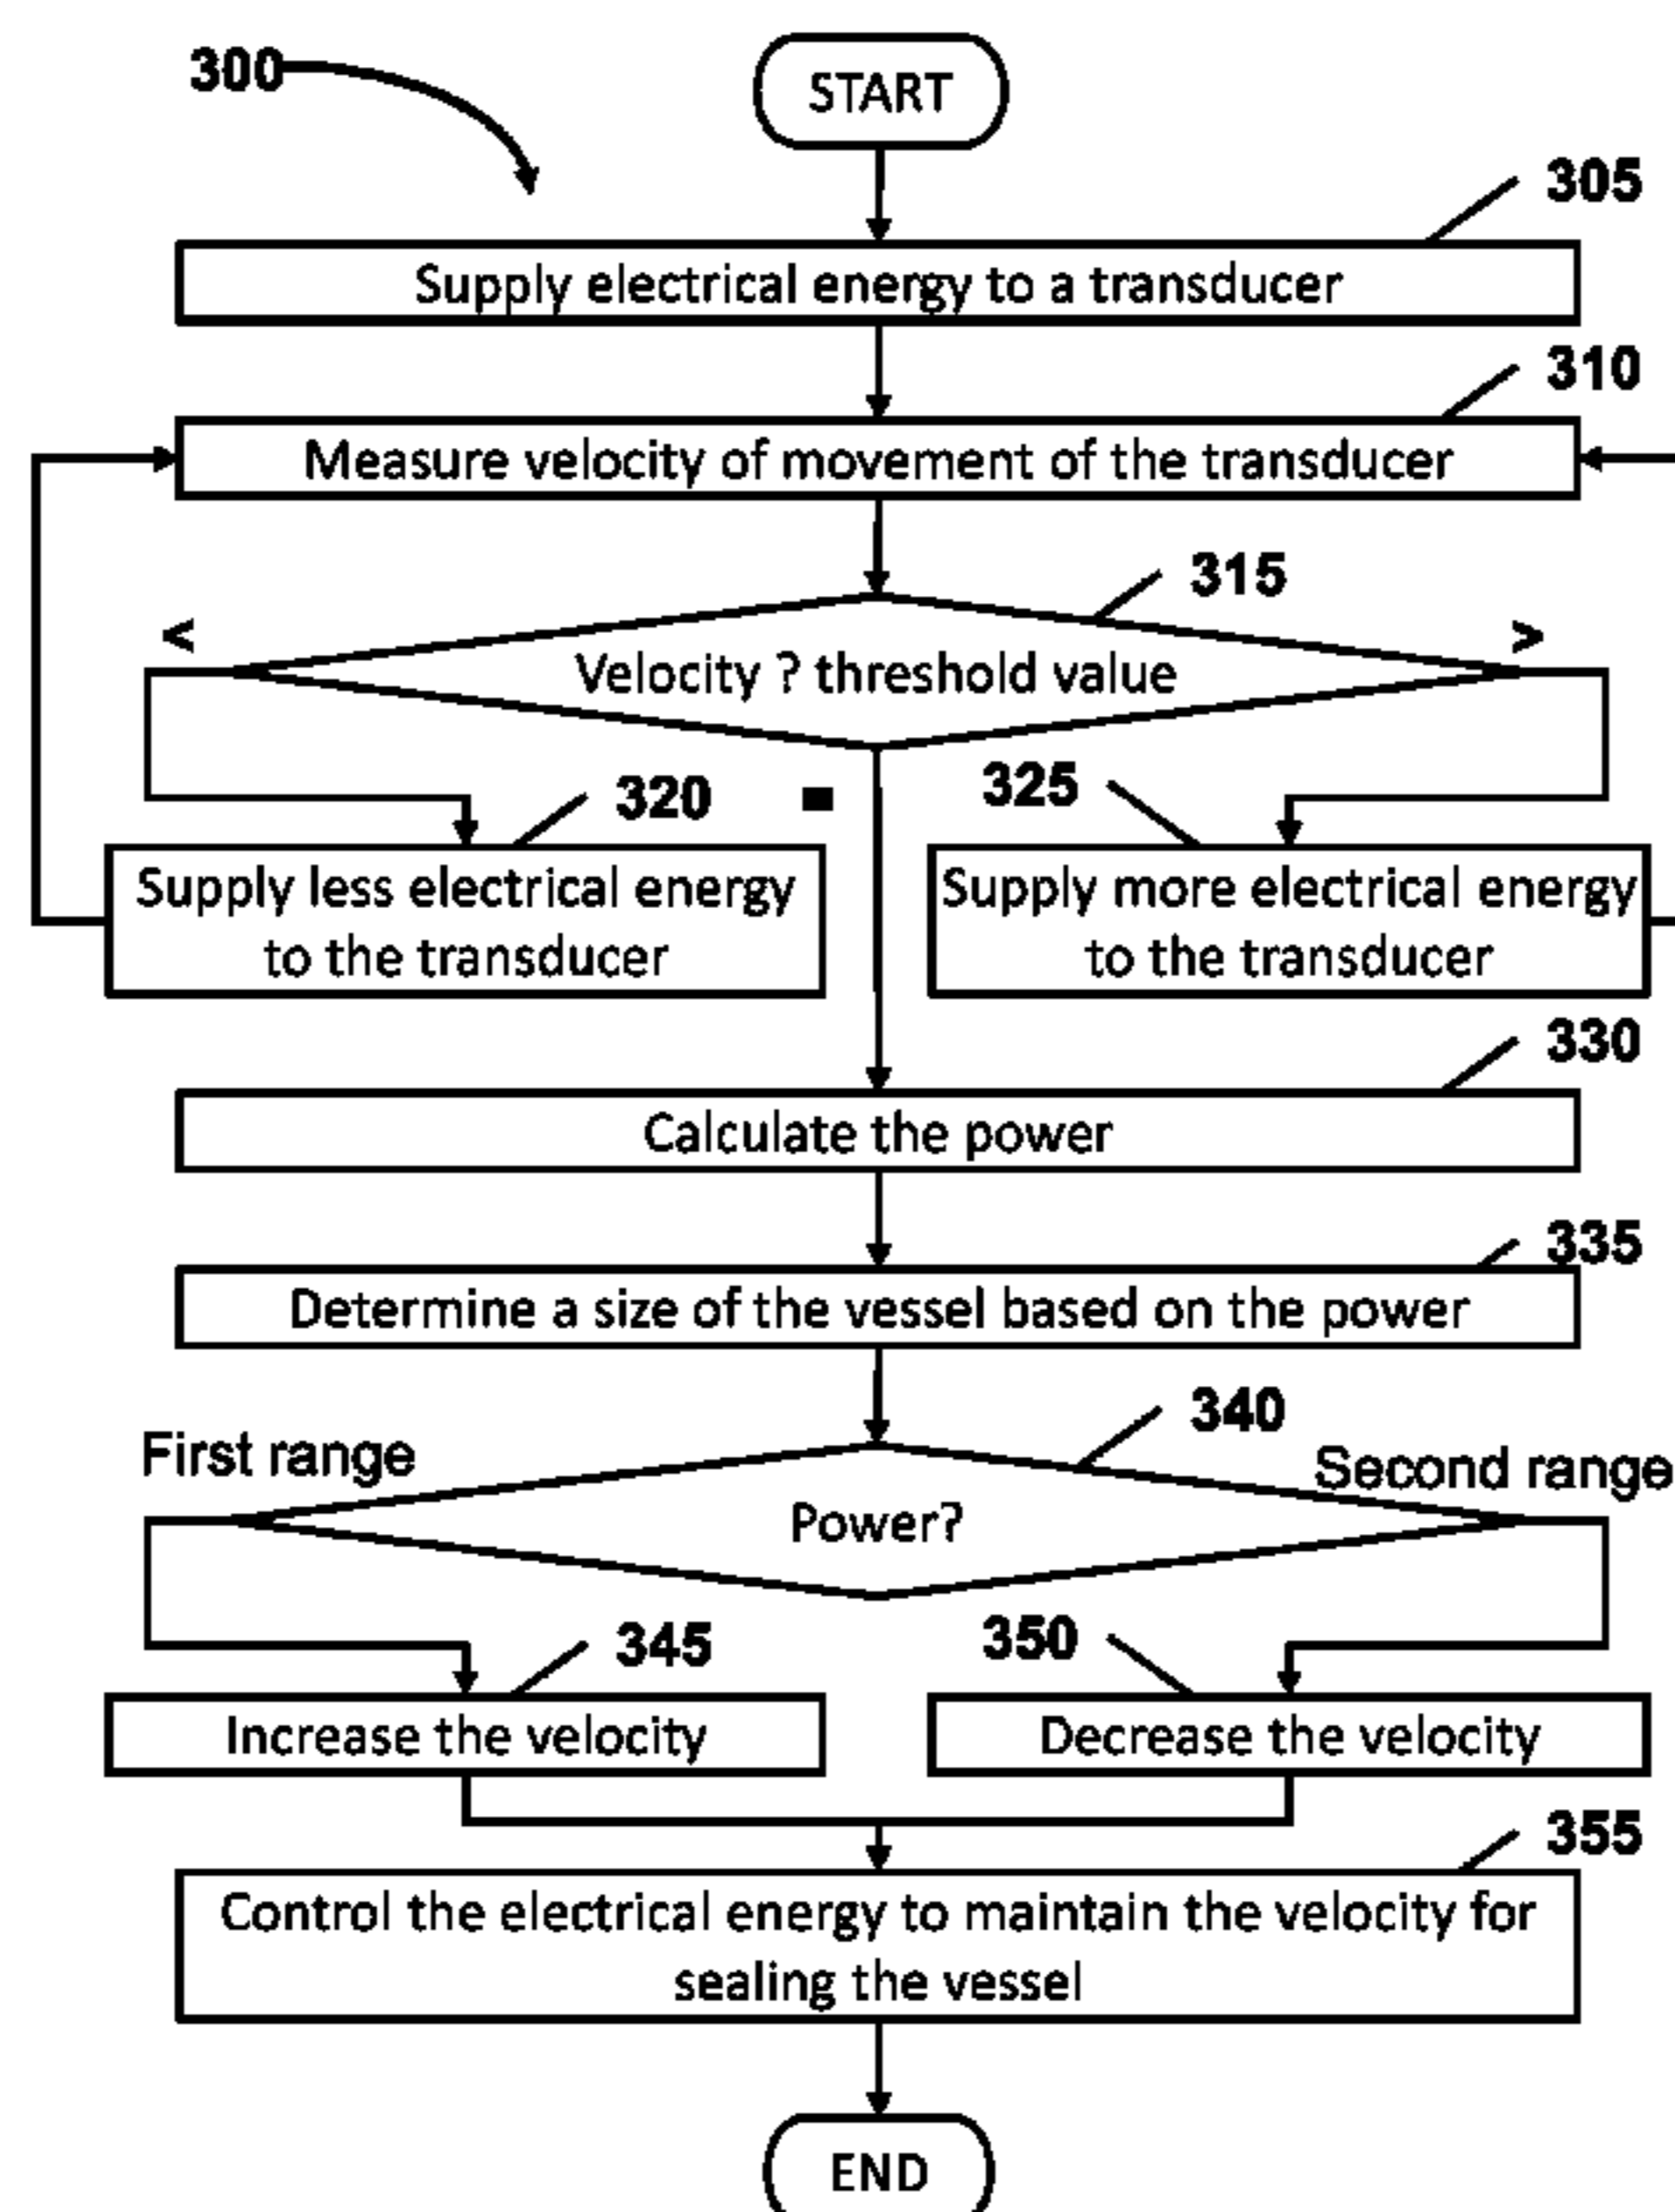 300
START
305
Supply electrical energy to a transducer
310
Measure velocity of movement of the transducer
315
<
>
Velocity ? threshold value
320
=
325
Supply less electrical energy
to the transducer
Supply more electrical energy
to the transducer
330
Calculate the power
335
Determine a size of the vessel based on the power
340
First range
Second range
Power?
345
350
Increase the velocity
Decrease the velocity
355
Control the electrical energy to maintain the velocity for
sealing the vessel
END